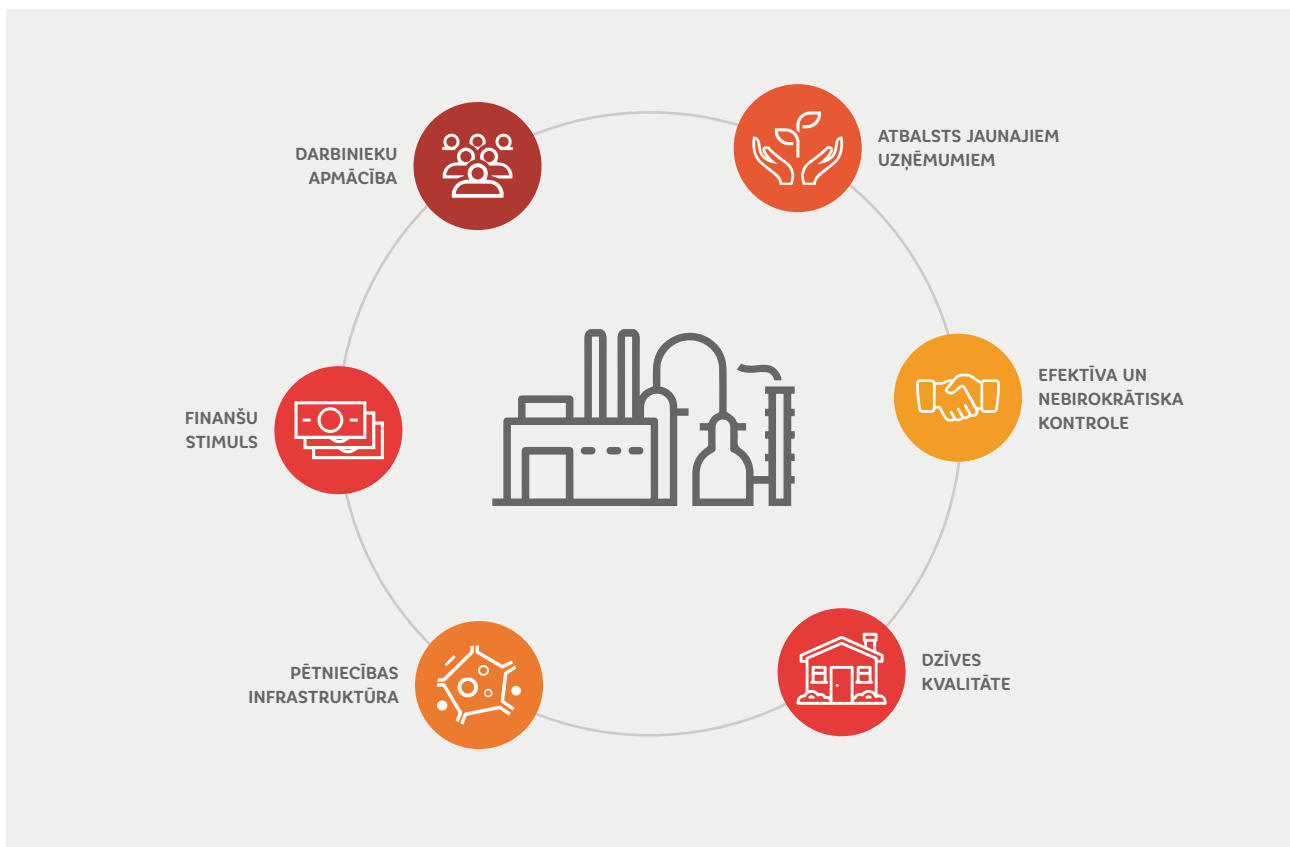 DARBINIEKU
APMĀCĪBA
ATBALSTS JAUNAJIEM
UZŅĒMUMIEM
FINANŠU
STIMULS
EFEKTĪVA UN
NEBIROKRĀTISKA
KONTROLE
PĒTNIECĪBAS
INFRASTRUKTŪRA
DZĪVES
KVALITĀTE